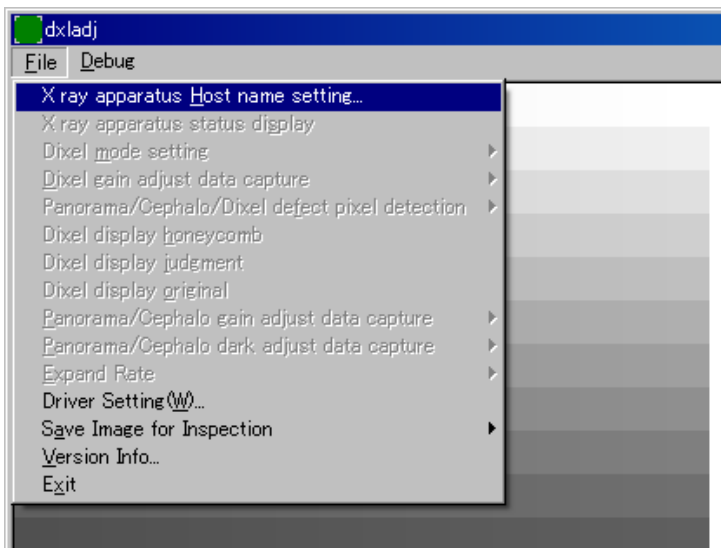 dxladj
File Debug
X ray apparatus Host name setting...
X ray apparatus status display
Dixel mode setting
Dixel gain adjust data capture
Panorama/Cephalo/Dixel defect pixel detection
Dixel display honeycomb
Dixel display judgment
Dixel display original
Panorama/Cephalo gain adjust data capture
Panorama/Cephalo dark adjust data capture
Expand Rate
Driver Setting(W)...
Save Image for Inspection
Version Info...
Exit